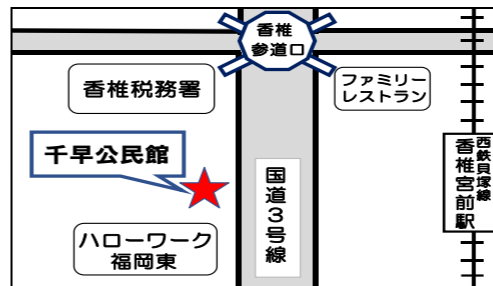 香椎
参道口
香椎税務署
ファミリー
レストラン
千早公民館
国道3号線
西鉄貝塚線
香椎宮前駅
ハローワーク
福岡東